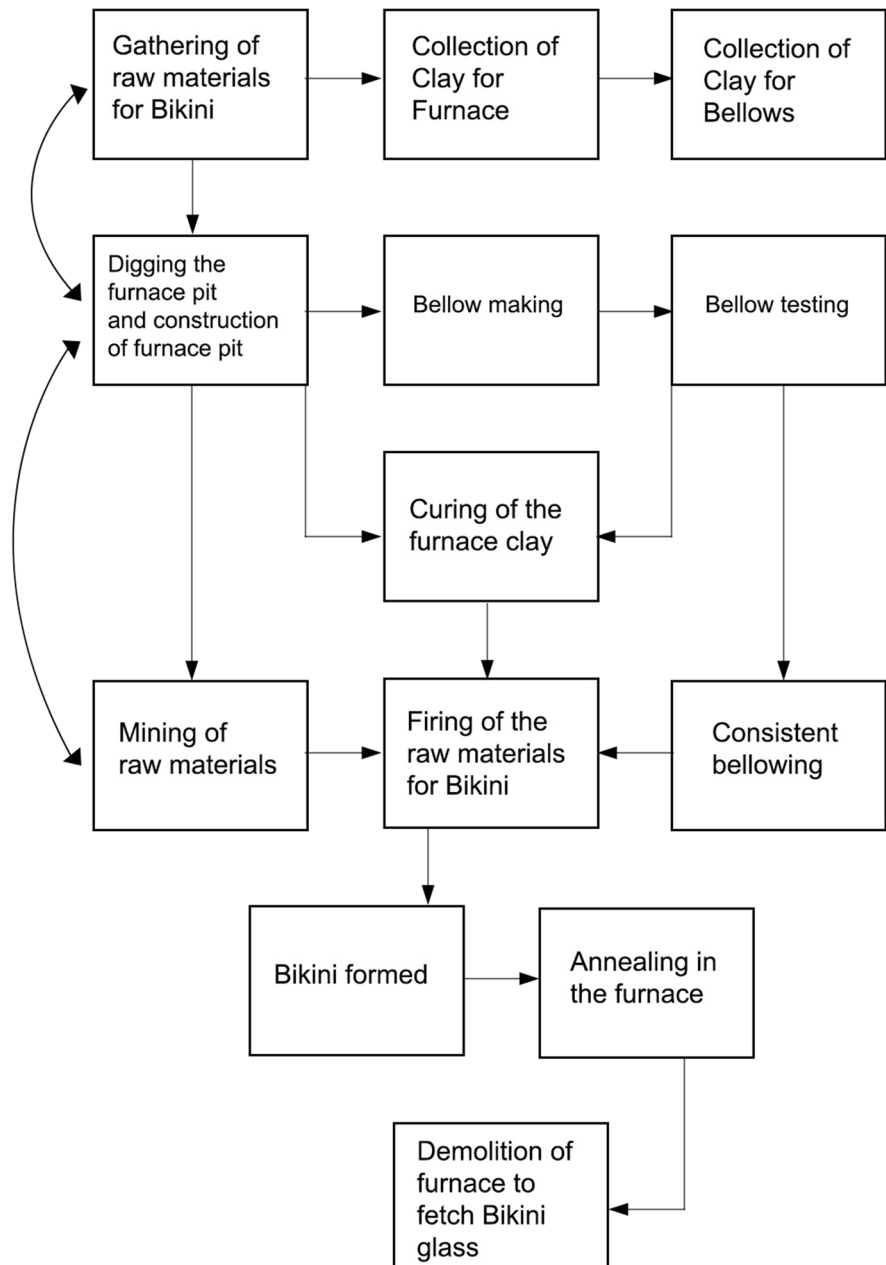 Gathering of
raw materials
for Bikini
Collection of
Clay for
Furnace
Collection of
Clay for
Bellows
Digging the
furnace pit
and construction
of furnace pit
Bellow making
Bellow testing
Curing of the
furnace clay
Mining of
raw materials
Firing of the
raw materials
for Bikini
Consistent
bellowing
Bikini formed
Annealing in
the furnace
Demolition of
furnace to
fetch Bikini
glass